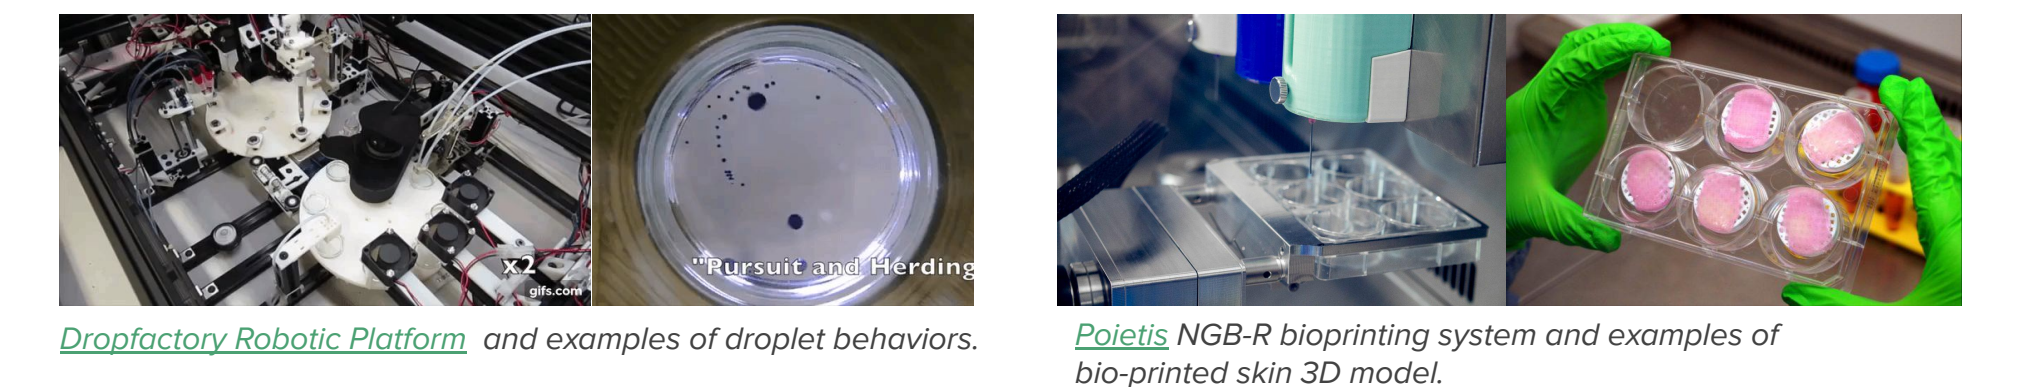 x2
gifs.com
"Pursuit and Herding
Dropfactory Robotic Platform and examples of droplet behaviors.
Poietis NGB-R bioprinting system and examples of
bio-printed skin 3D model.